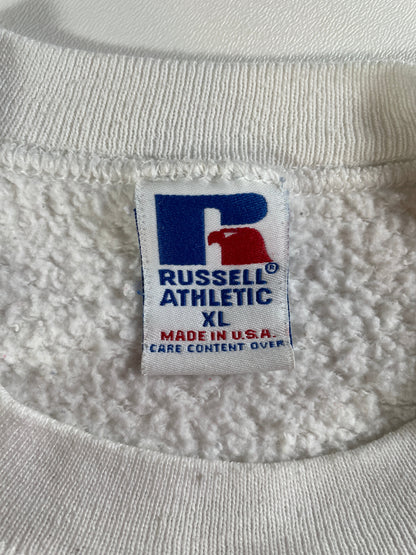 R
RUSSELL®
ATHLETIC
XL
MADE IN U.S.A.
CARE CONTENT OVER